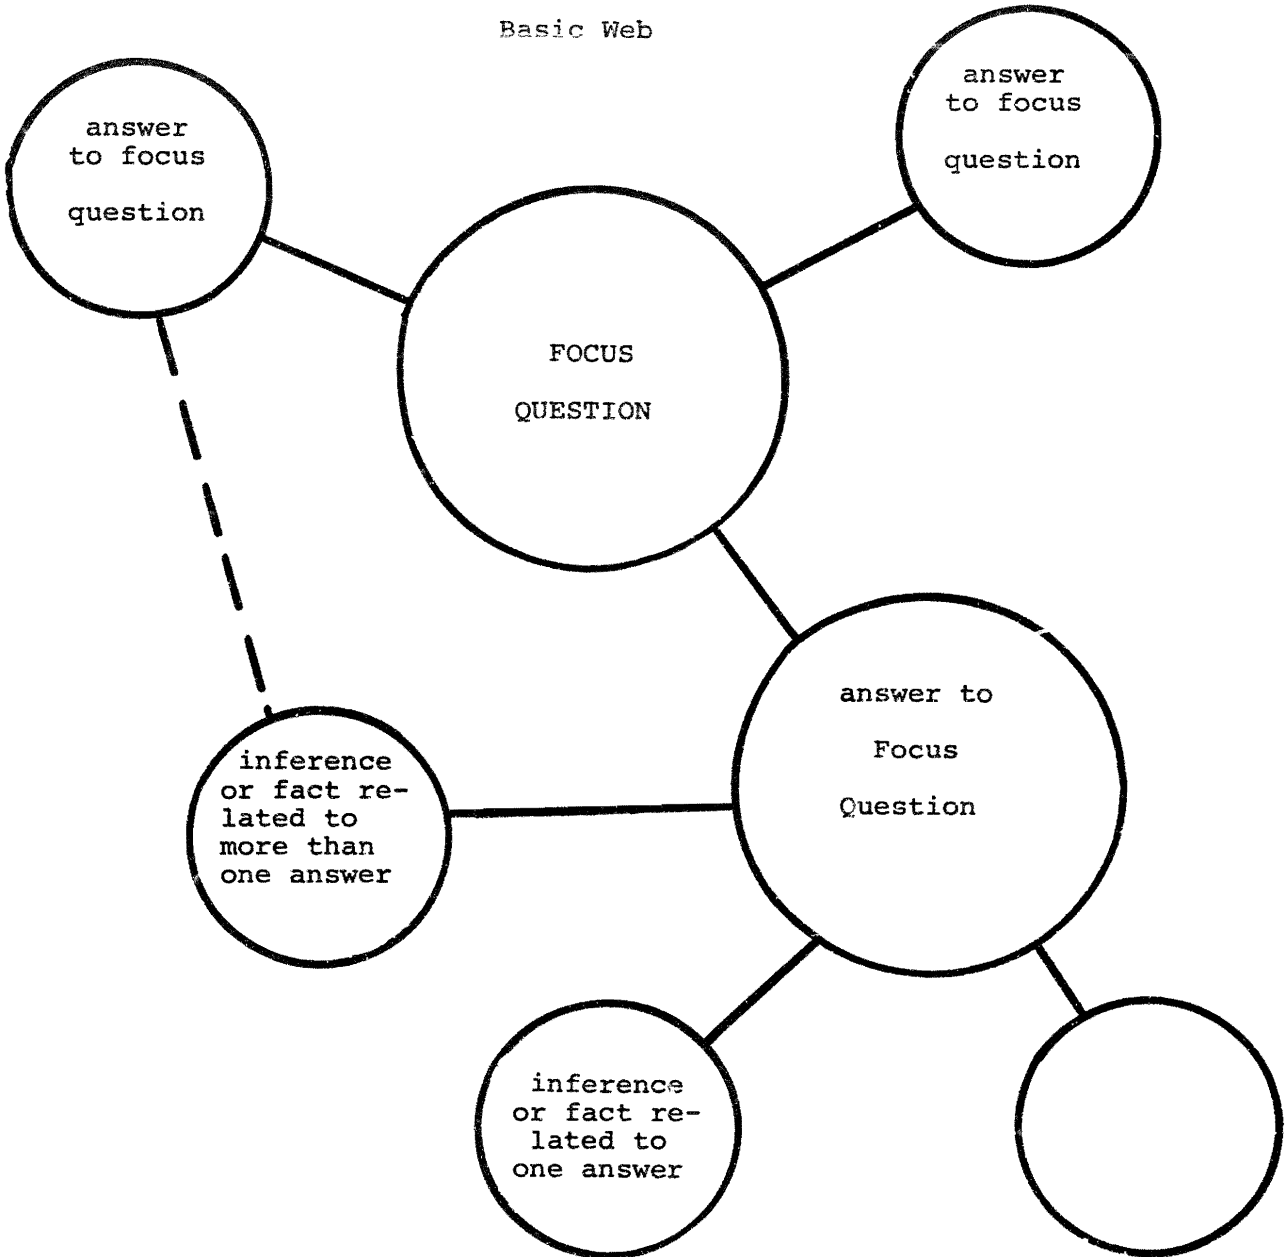 Basic Web
answer
to focus
question
answer
to focus
question
FOCUS
QUESTION
answer to
Focus
Question
inference
or fact re-
lated to
more than
one answer
inference
or fact re-
lated to
one answer